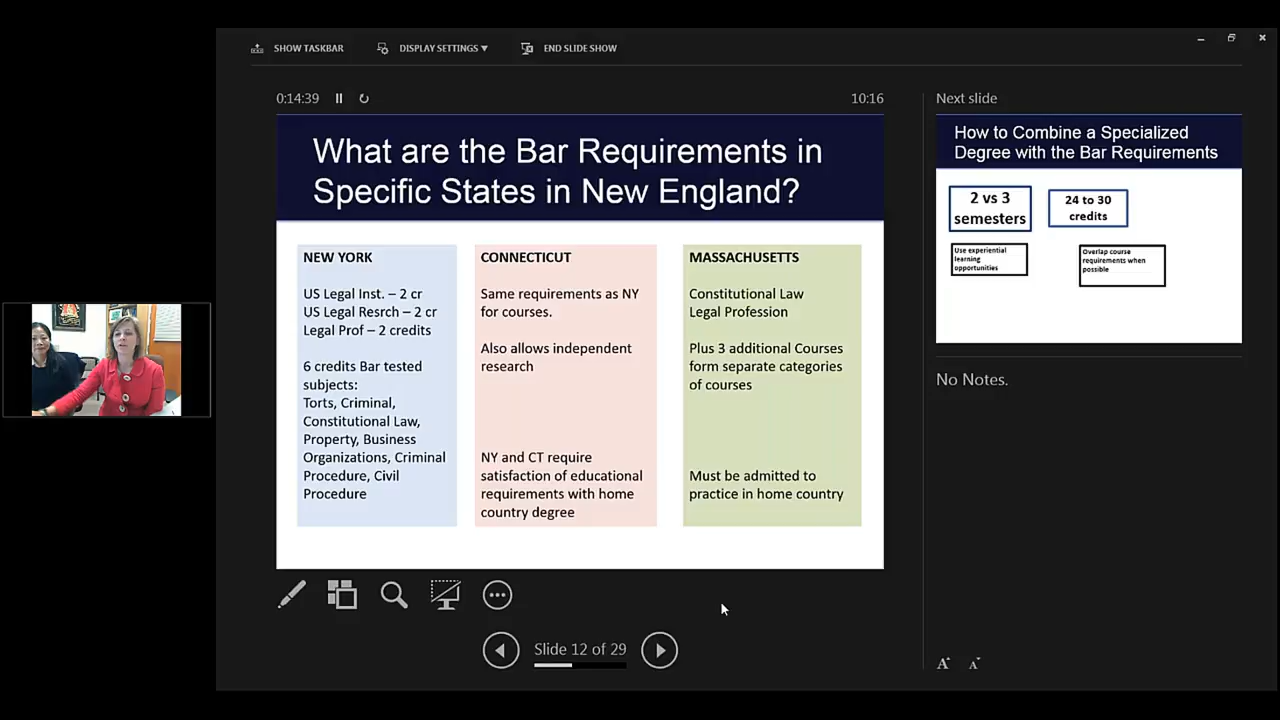 SHOW TASKBAR
DISPLAY SETTINGS ▼
END SLIDE SHOW
0:14:39
10:16
What are the Bar Requirements in
Specific States in New England?
NEW YORK
US Legal Inst. – 2 cr
US Legal Resrch – 2 cr
Legal Prof – 2 credits
6 credits Bar tested
subjects:
Torts, Criminal,
Constitutional Law,
Property, Business
Organizations, Criminal
Procedure, Civil
Procedure
CONNECTICUT
Same requirements as NY
for courses.
Also allows independent
research
NY and CT require
satisfaction of educational
requirements with home
country degree
MASSACHUSETTS
Constitutional Law
Legal Profession
Plus 3 additional Courses
form separate categories
of courses
Must be admitted to
practice in home country
Slide 12 of 29
Next slide
How to Combine a Specialized
Degree with the Bar Requirements
2 vs 3
semesters
24 to 30
credits
Use experiential
learning
opportunities
Overlap course
requirements when
possible
No Notes.
A A